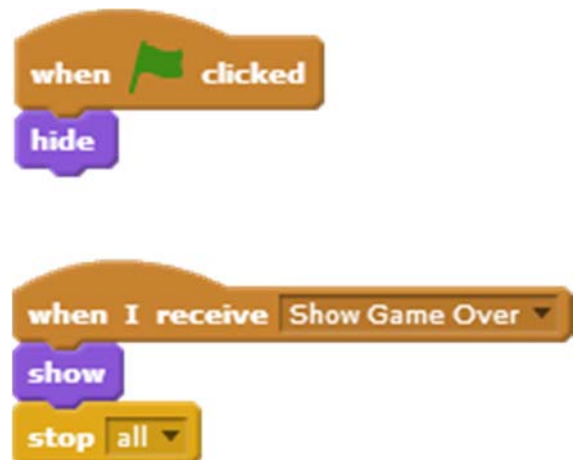 when clicked
hide
when I receive Show Game Over
show
stop all